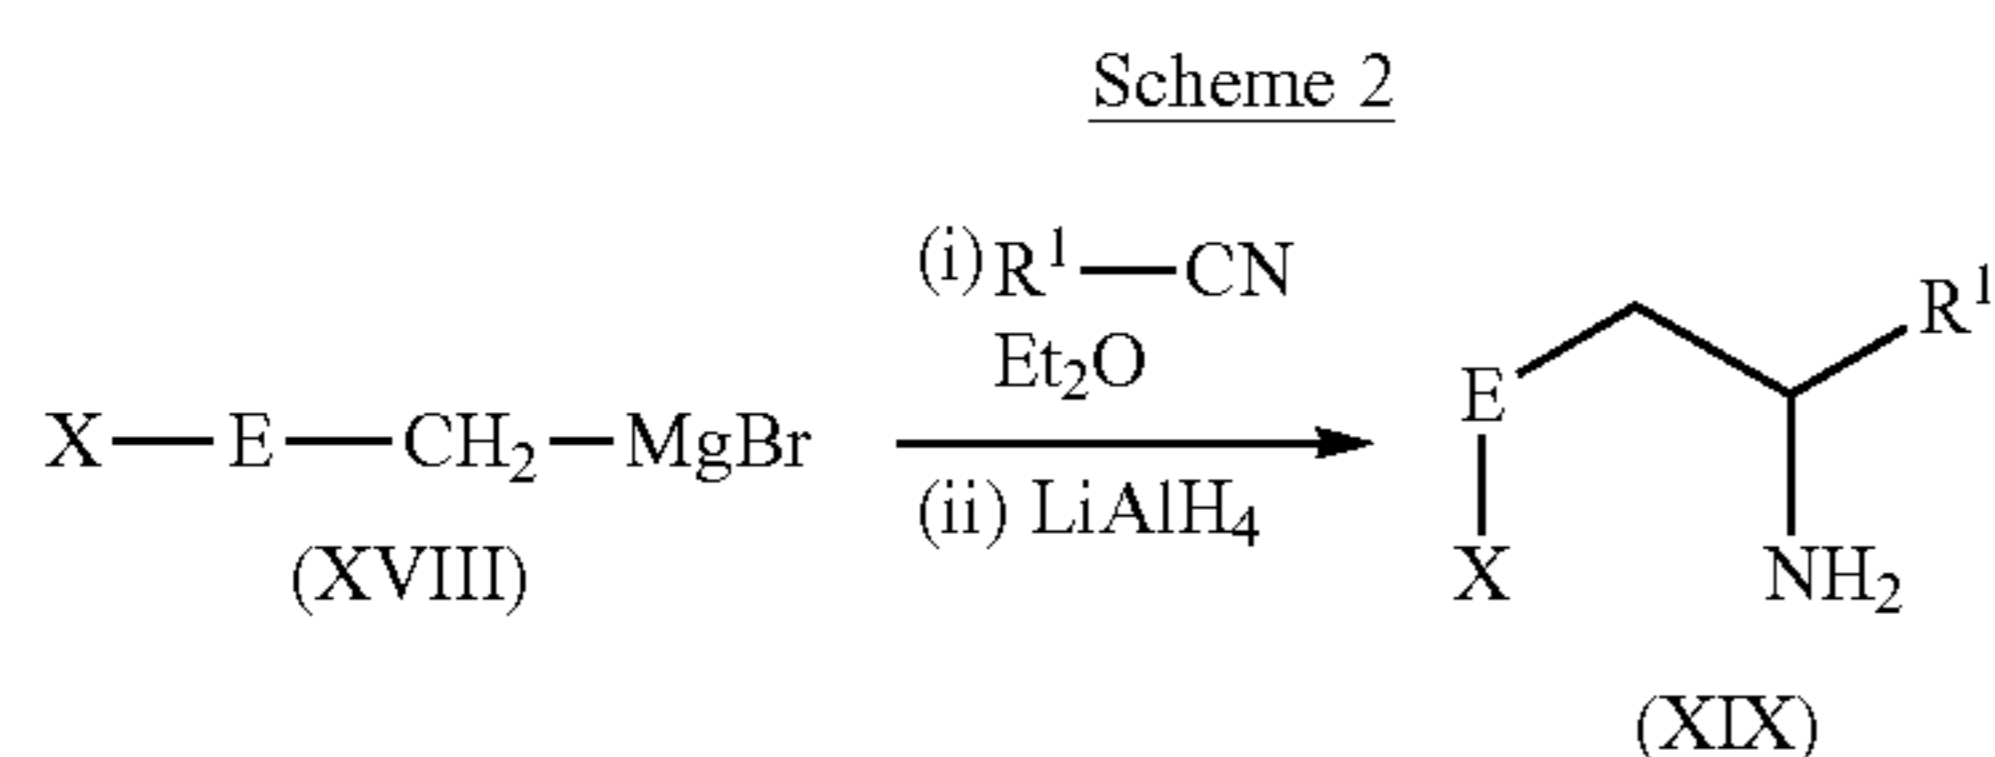 Scheme 2
(i) R¹—CN
Et₂O
X—E—CH₂—MgBr
(ii) LiAlH₄
(XVIII)
R¹
E
X
NH₂
(XIX)